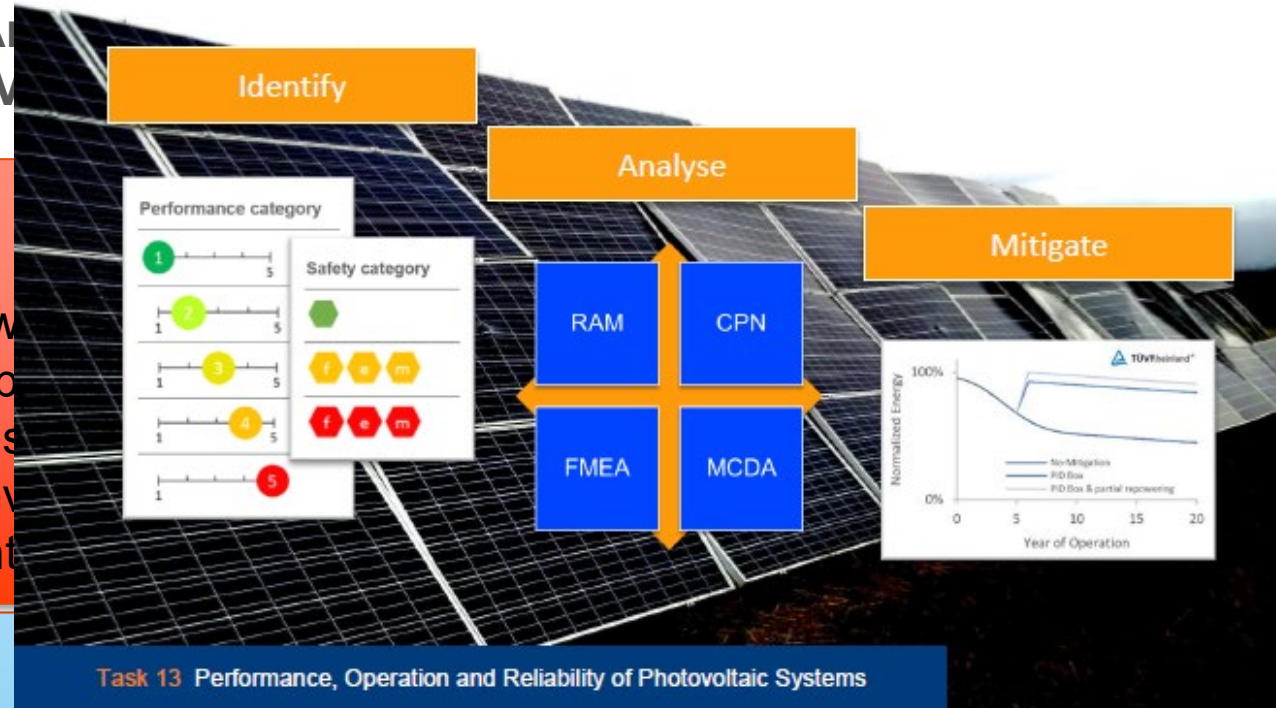 Identify
Analyse
Mitigate
Performance category
1 5
1 2 5
1 3 5
1 4 5
1 5
Safety category
f e m
f e m
RAM
CPN
FMEA
MCDA
TÜVRheinland®
Normalized Energy
100%
0%
No-Mitigation
PID Box
PID Box & partial repowering
0 5 10 15 20
Year of Operation
Task 13 Performance, Operation and Reliability of Photovoltaic Systems